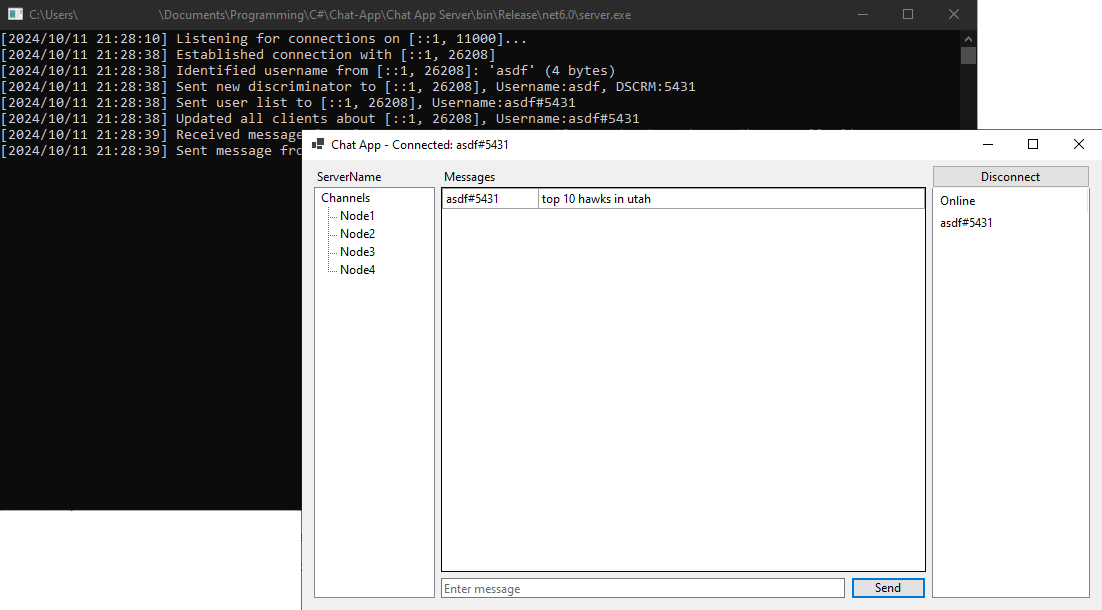 C:\Users\ \Documents\Programming\C#\Chat-App\Chat App Server\bin\Release\net6.0\server.exe
[2024/10/11 21:28:10] Listening for connections on [::1, 11000]...
[2024/10/11 21:28:38] Established connection with [::1, 26208]
[2024/10/11 21:28:38] Identified username from [::1, 26208]: 'asdf' (4 bytes)
[2024/10/11 21:28:38] Sent new discriminator to [::1, 26208], Username:asdf, DSCRM:5431
[2024/10/11 21:28:38] Sent user list to [::1, 26208], Username:asdf#5431
[2024/10/11 21:28:38] Updated all clients about [::1, 26208], Username:asdf#5431
[2024/10/11 21:28:39] Received message
[2024/10/11 21:28:39] Sent message fro
Chat App - Connected: asdf#5431
ServerName
Channels
Node1
Node2
Node3
Node4
Messages
asdf#5431 top 10 hawks in utah
Enter message
Send
Disconnect
Online
asdf#5431